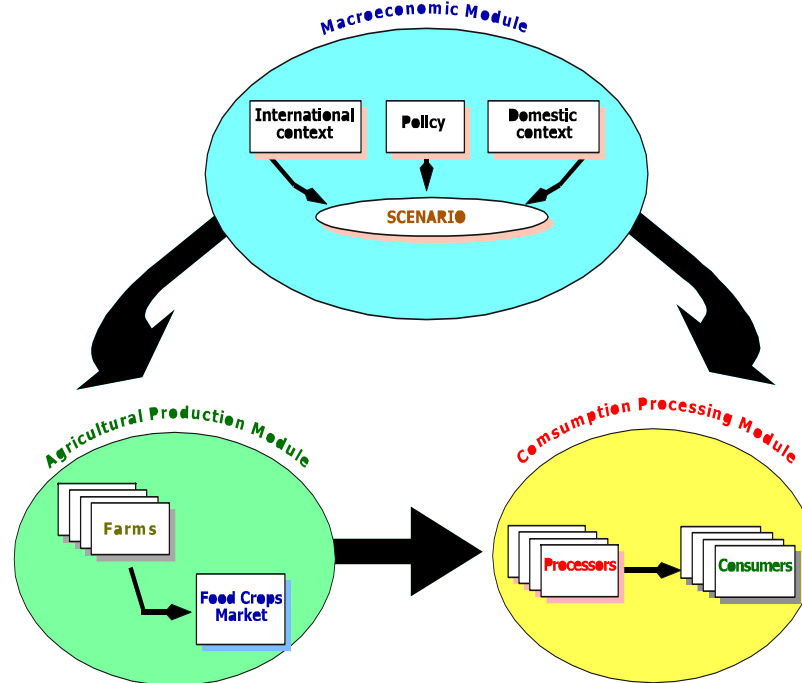 Macroeconomic Module
International
context
Policy
Domestic
context
SCENARIO
Agricultural Production Module
Farms
Food Crops
Market
Comsumption Processing Module
Processors
Consumers